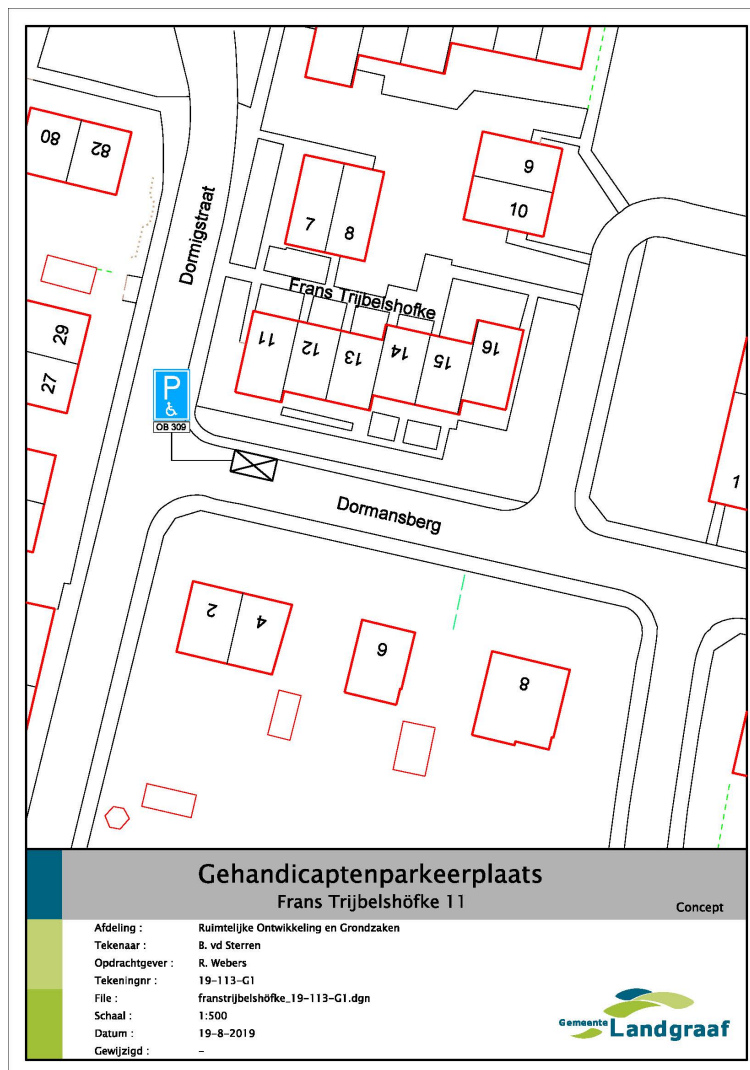 80
82
Dormigstraat
7
8
9
10
Frans Trijbelshofke
11
12
13
14
15
16
29
27
P
OB 309
1
Dormansberg
2
4
6
8
Gehandicaptenparkeerplaats
Frans Trijbelshöfke 11
Concept
Afdeling : Ruimtelijke Ontwikkeling en Grondzaken
Tekenaar : B. vd Sterren
Opdrachtgever : R. Webers
Tekeningnr : 19-113-G1
File : franstrijbelshöfke_19-113-G1.dgn
Schaal : 1:500
Datum : 19-8-2019
Gewijzigd : -
Gemeente Landgraaf